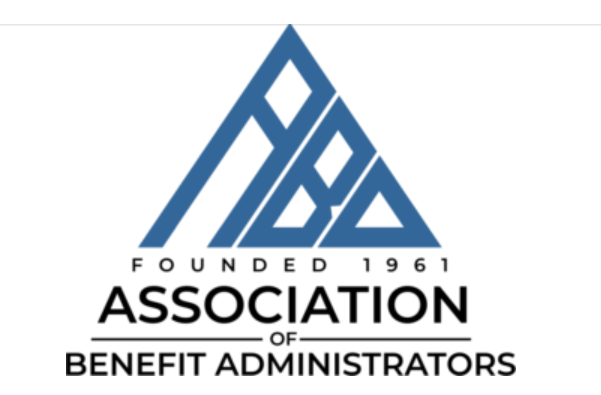 ABA
FOUNDED 1961
ASSOCIATION
OF
BENEFIT ADMINISTRATORS